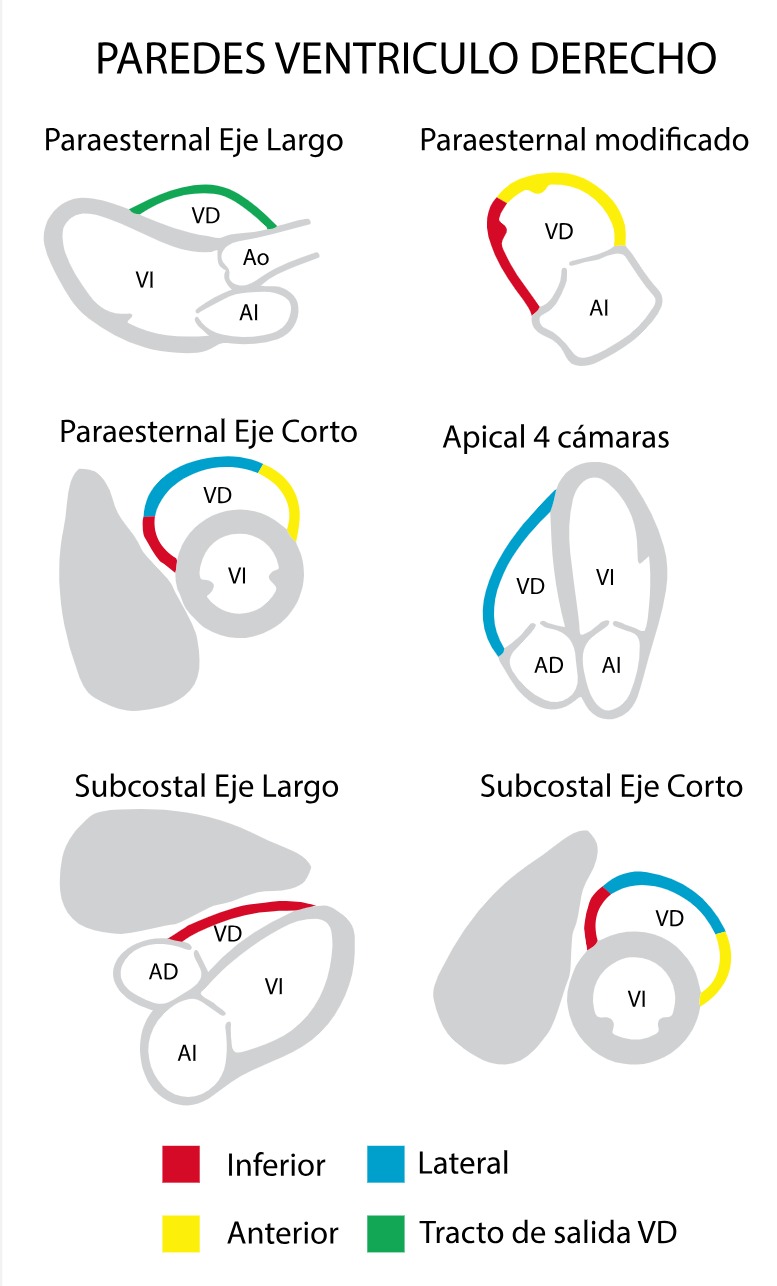 PAREDES VENTRICULO DERECHO
Paraesternal Eje Largo
VD
Ao
VI
AI
Paraesternal modificado
VD
AI
Paraesternal Eje Corto
VD
VI
Apical 4 cámaras
VD
VI
AD
AI
Subcostal Eje Largo
VD
AD
VI
AI
Subcostal Eje Corto
VD
VI
Inferior
Lateral
Anterior
Tracto de salida VD